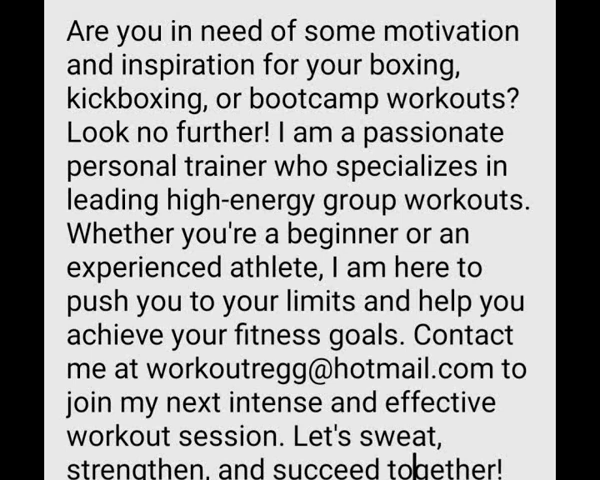 Are you in need of some motivation
and inspiration for your boxing,
kickboxing, or bootcamp workouts?
Look no further! I am a passionate
personal trainer who specializes in
leading high-energy group workouts.
Whether you're a beginner or an
experienced athlete, I am here to
push you to your limits and help you
achieve your fitness goals. Contact
me at workoutregg@hotmail.com to
join my next intense and effective
workout session. Let's sweat,
strengthen, and succeed together!